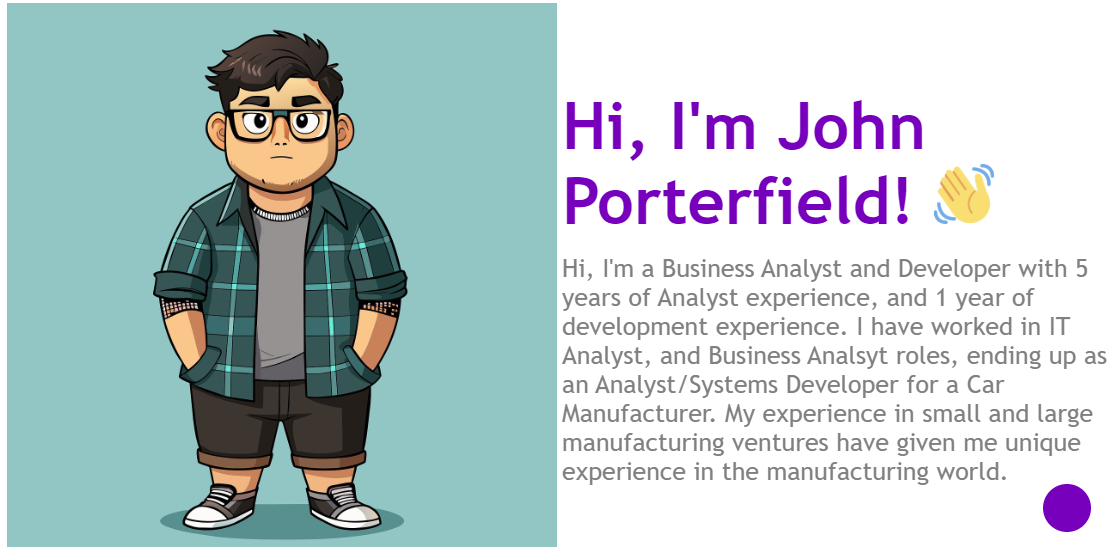 Hi, I'm John
Porterfield! 👋
Hi, I'm a Business Analyst and Developer with 5
years of Analyst experience, and 1 year of
development experience. I have worked in IT
Analyst, and Business Analsyt roles, ending up as
an Analyst/Systems Developer for a Car
Manufacturer. My experience in small and large
manufacturing ventures have given me unique
experience in the manufacturing world.